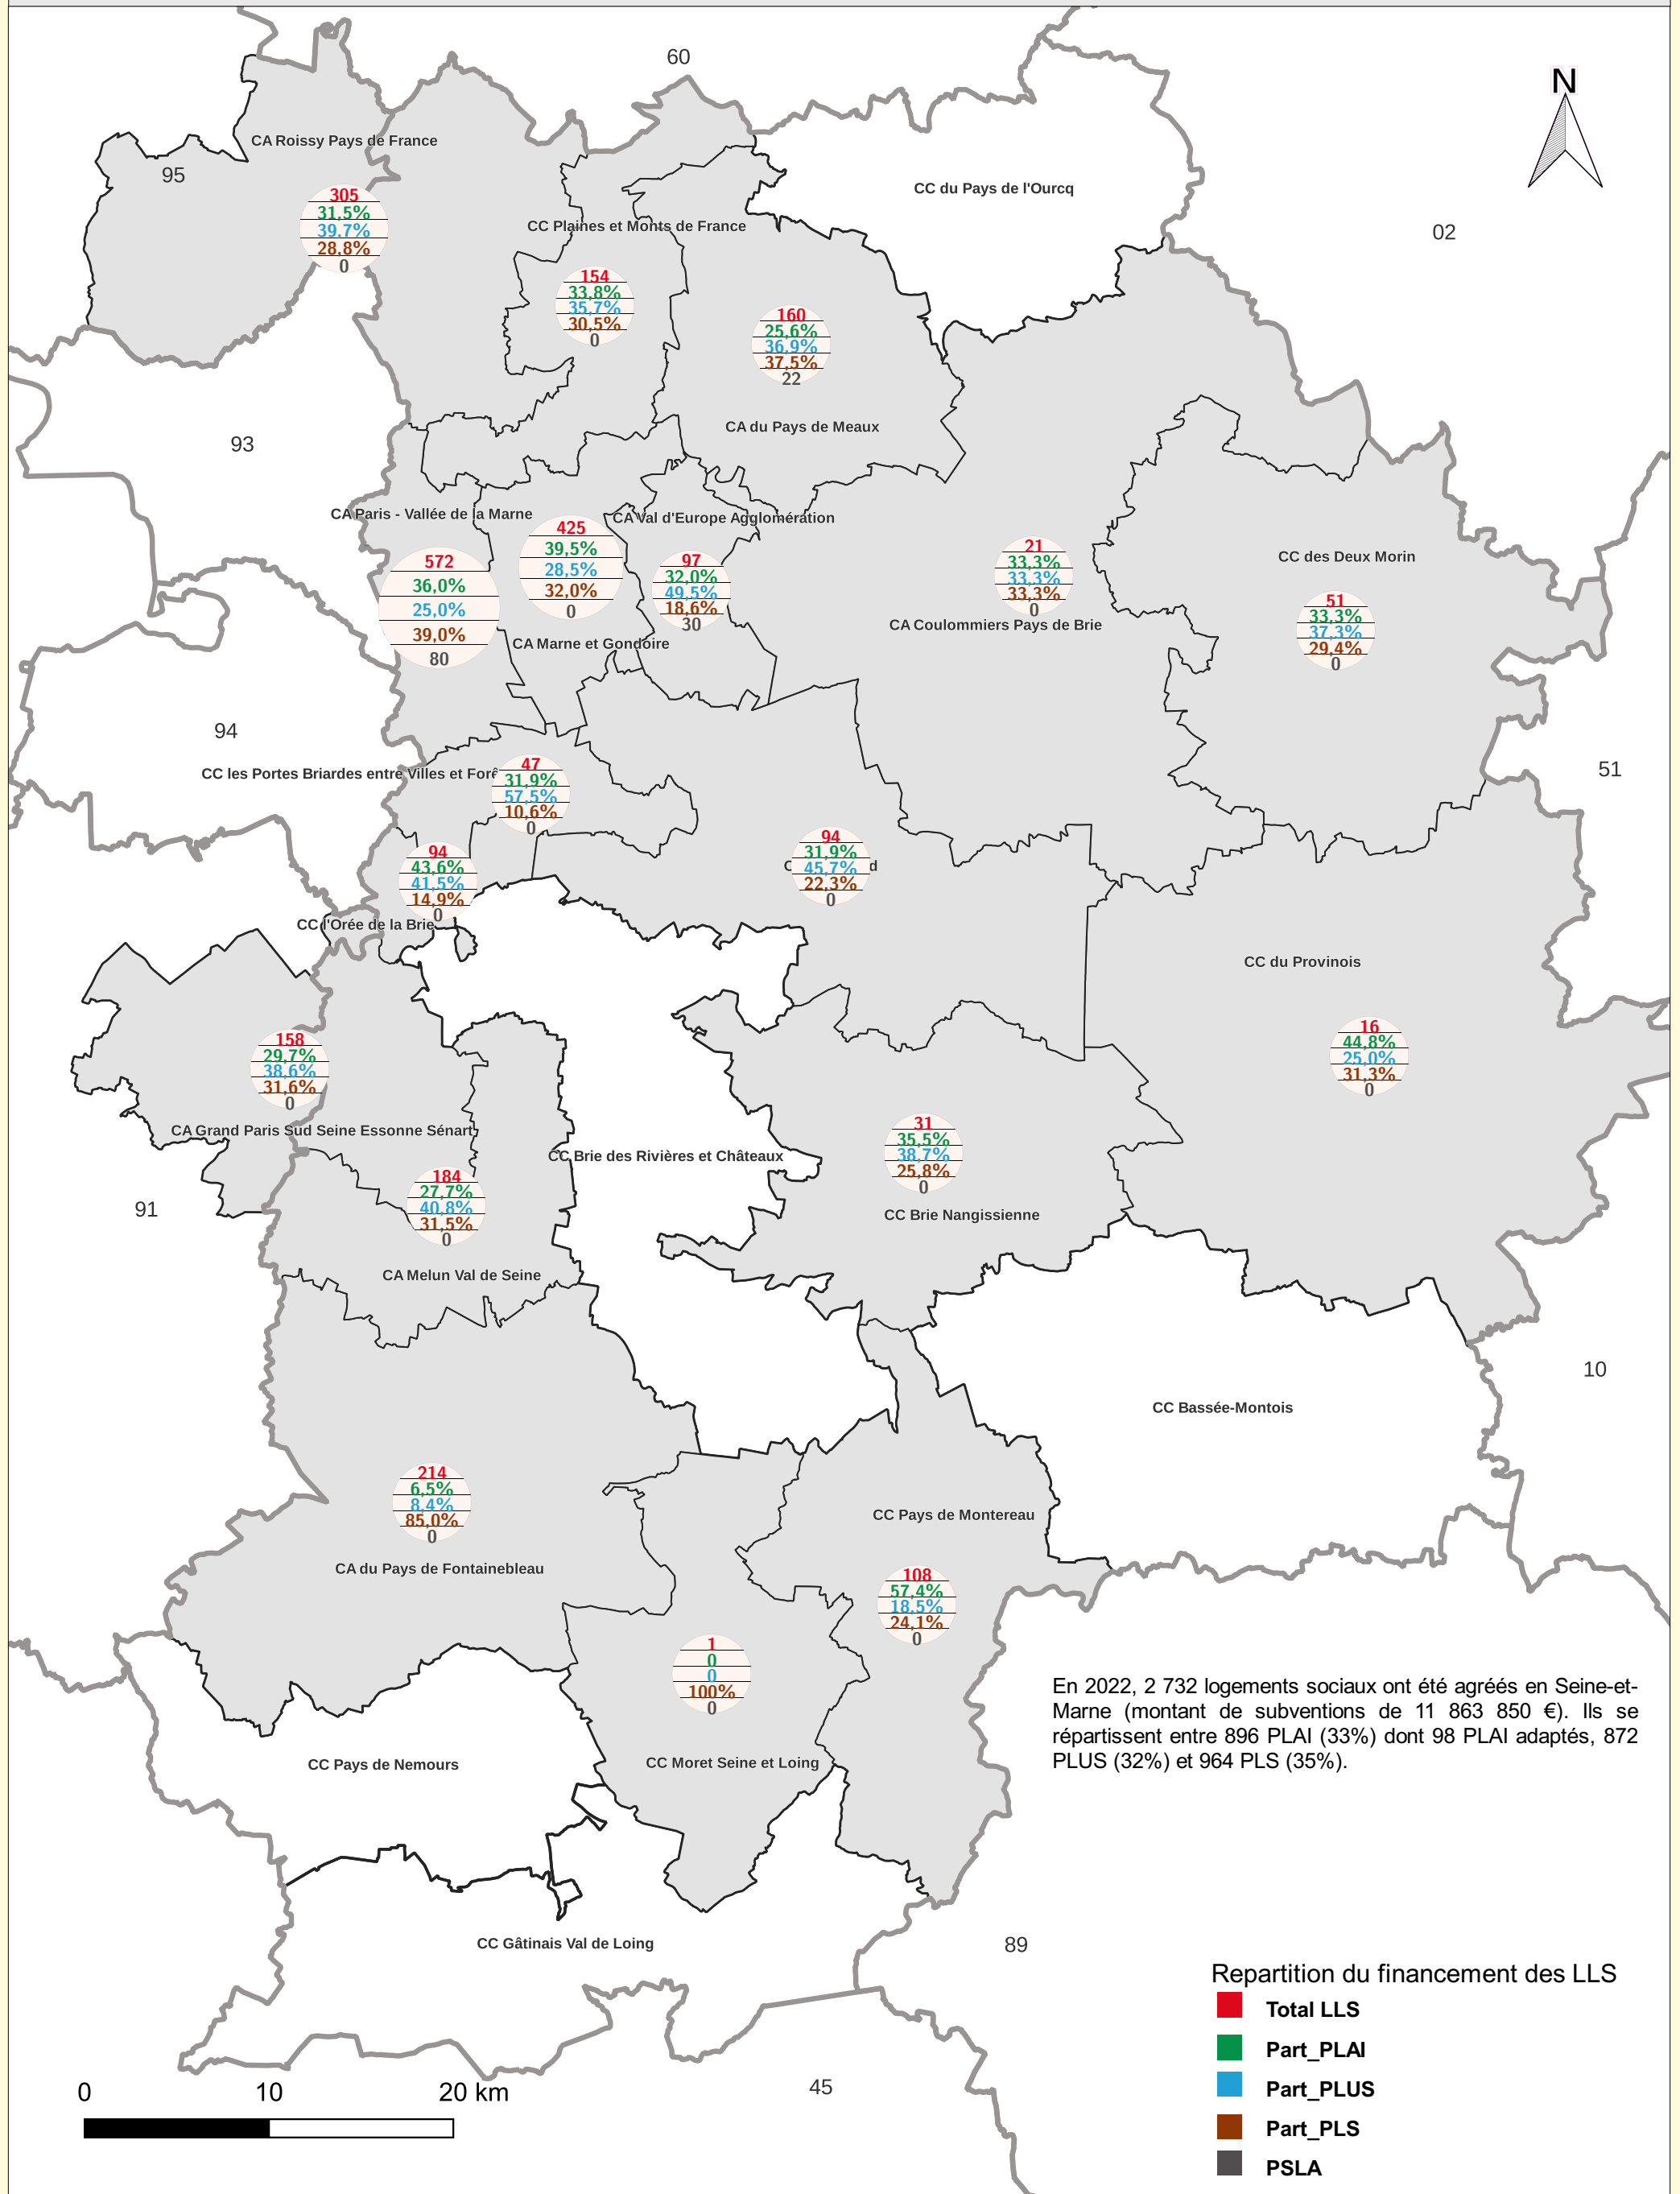 60
N
CA Roissy Pays de France
95
CC du Pays de l'Ourcq
305
31,5%
39,7%
28,8%
0
CC Plaines et Monts de France
02
154
33,8%
35,7%
30,5%
0
160
25,6%
36,9%
37,5%
22
CA du Pays de Meaux
93
CA Paris - Vallée de la Marne
CA Val d'Europe Agglomération
425
39,5%
28,5%
32,0%
0
572
36,0%
25,0%
39,0%
80
97
32,0%
49,5%
18,6%
30
21
33,3%
33,3%
33,3%
0
CC des Deux Morin
51
33,3%
37,3%
29,4%
0
CA Coulommiers Pays de Brie
CA Marne et Gondoire
94
CC les Portes Briardes entre Villes et Forê
47
31,9%
57,5%
10,6%
0
51
94
43,6%
41,5%
14,9%
0
94
31,9%
45,7%
22,3%
0
CC l'Orée de la Brie
CC du Provinois
158
29,7%
38,6%
31,6%
0
16
44,8%
25,0%
31,3%
0
CA Grand Paris Sud Seine Essonne Sénart
31
35,5%
38,7%
25,8%
0
CC Brie des Rivières et Châteaux
184
27,7%
40,8%
31,5%
0
91
CC Brie Nangissienne
CA Melun Val de Seine
10
CC Bassée-Montois
214
6,5%
8,4%
85,0%
0
CC Pays de Montereau
CA du Pays de Fontainebleau
108
57,4%
18,5%
24,1%
0
1
0
0
100%
0
En 2022, 2 732 logements sociaux ont été agréés en Seine-et-
Marne (montant de subventions de 11 863 850 €). Ils se
répartissent entre 896 PLAI (33%) dont 98 PLAI adaptés, 872
PLUS (32%) et 964 PLS (35%).
CC Pays de Nemours
CC Moret Seine et Loing
CC Gâtinais Val de Loing
89
Repartition du financement des LLS
Total LLS
Part_PLAI
Part_PLUS
Part_PLS
PSLA
45
0 10 20 km